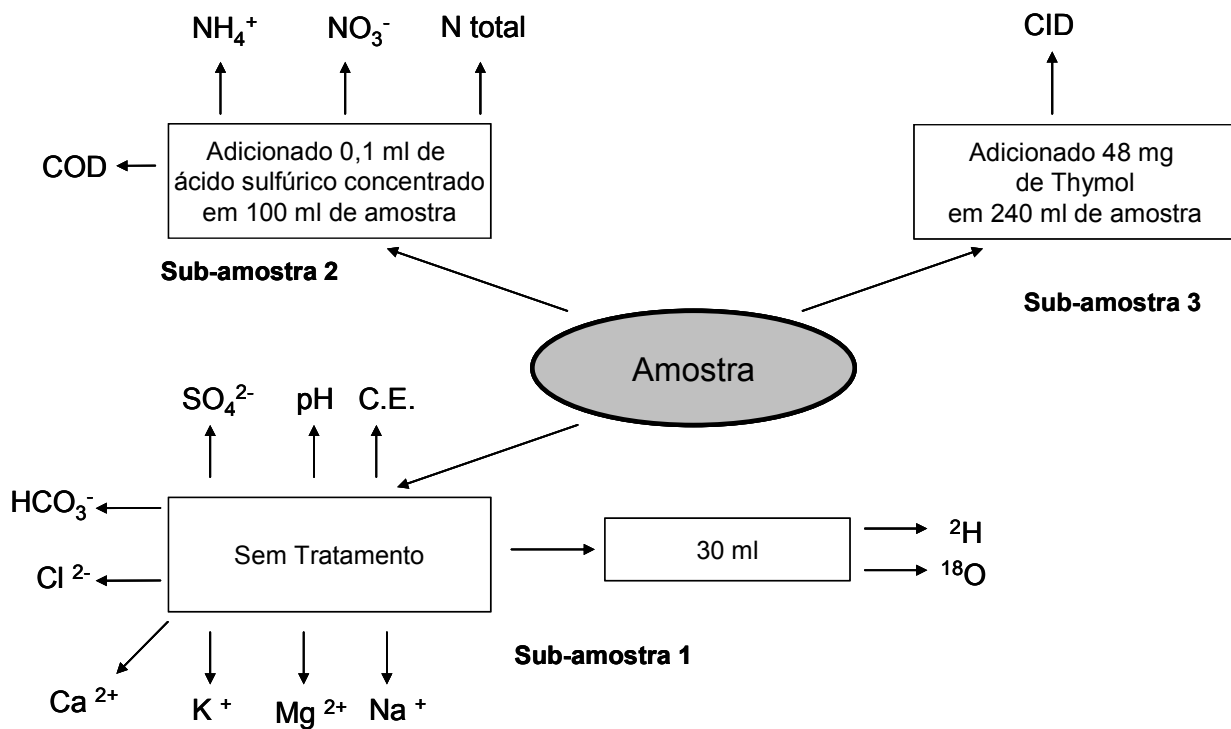 NH₄⁺ NO₃⁻ N total
CID
COD
Adicionado 0,1 ml de
ácido sulfúrico concentrado
em 100 ml de amostra
Sub-amostra 2
Adicionado 48 mg
de Thymol
em 240 ml de amostra
Sub-amostra 3
Amostra
SO₄²⁻ pH C.E.
HCO₃⁻
Cl ²⁻
Sem Tratamento
30 ml
²H
¹⁸O
Sub-amostra 1
Ca ²⁺
K ⁺ Mg ²⁺ Na ⁺